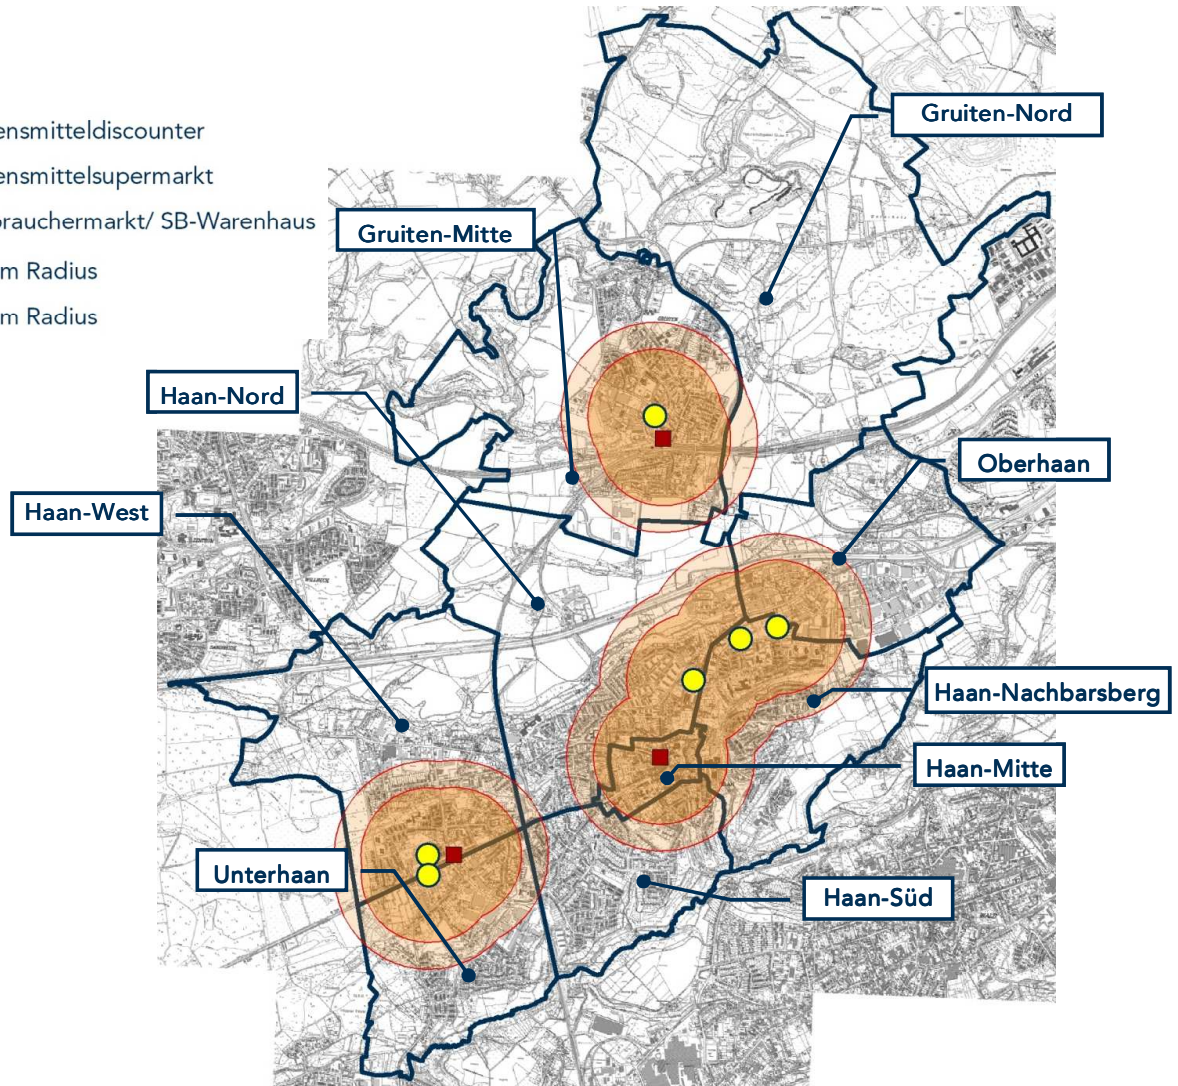 ensmitteldiscounter
ensmittelsupermarkt
brauchermarkt/ SB-Warenhaus
m Radius
m Radius
Gruiten-Nord
Gruiten-Mitte
Haan-Nord
Oberhaan
Haan-West
Haan-Nachbarsberg
Haan-Mitte
Unterhaan
Haan-Süd